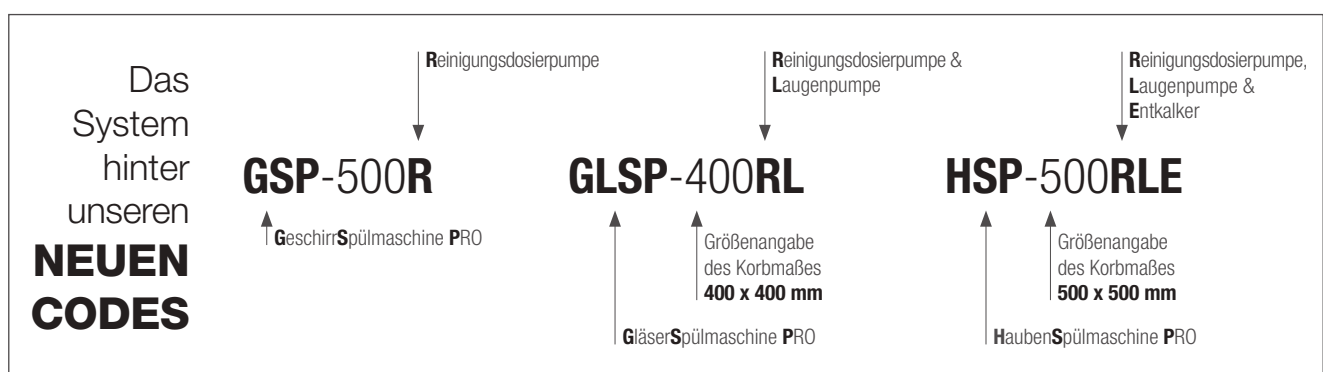 Das
System
hinter
unseren
NEUEN
CODES
Reinigungsdosierpumpe
GSP-500R
GeschirrSpülmaschine PRO
Reinigungsdosierpumpe &
Laugenpumpe
GLSP-400RL
Größenangabe
des Korbmaßes
400 x 400 mm
GläserSpülmaschine PRO
Reinigungsdosierpumpe,
Laugenpumpe &
Entkalker
HSP-500RLE
Größenangabe
des Korbmaßes
500 x 500 mm
HaubenSpülmaschine PRO